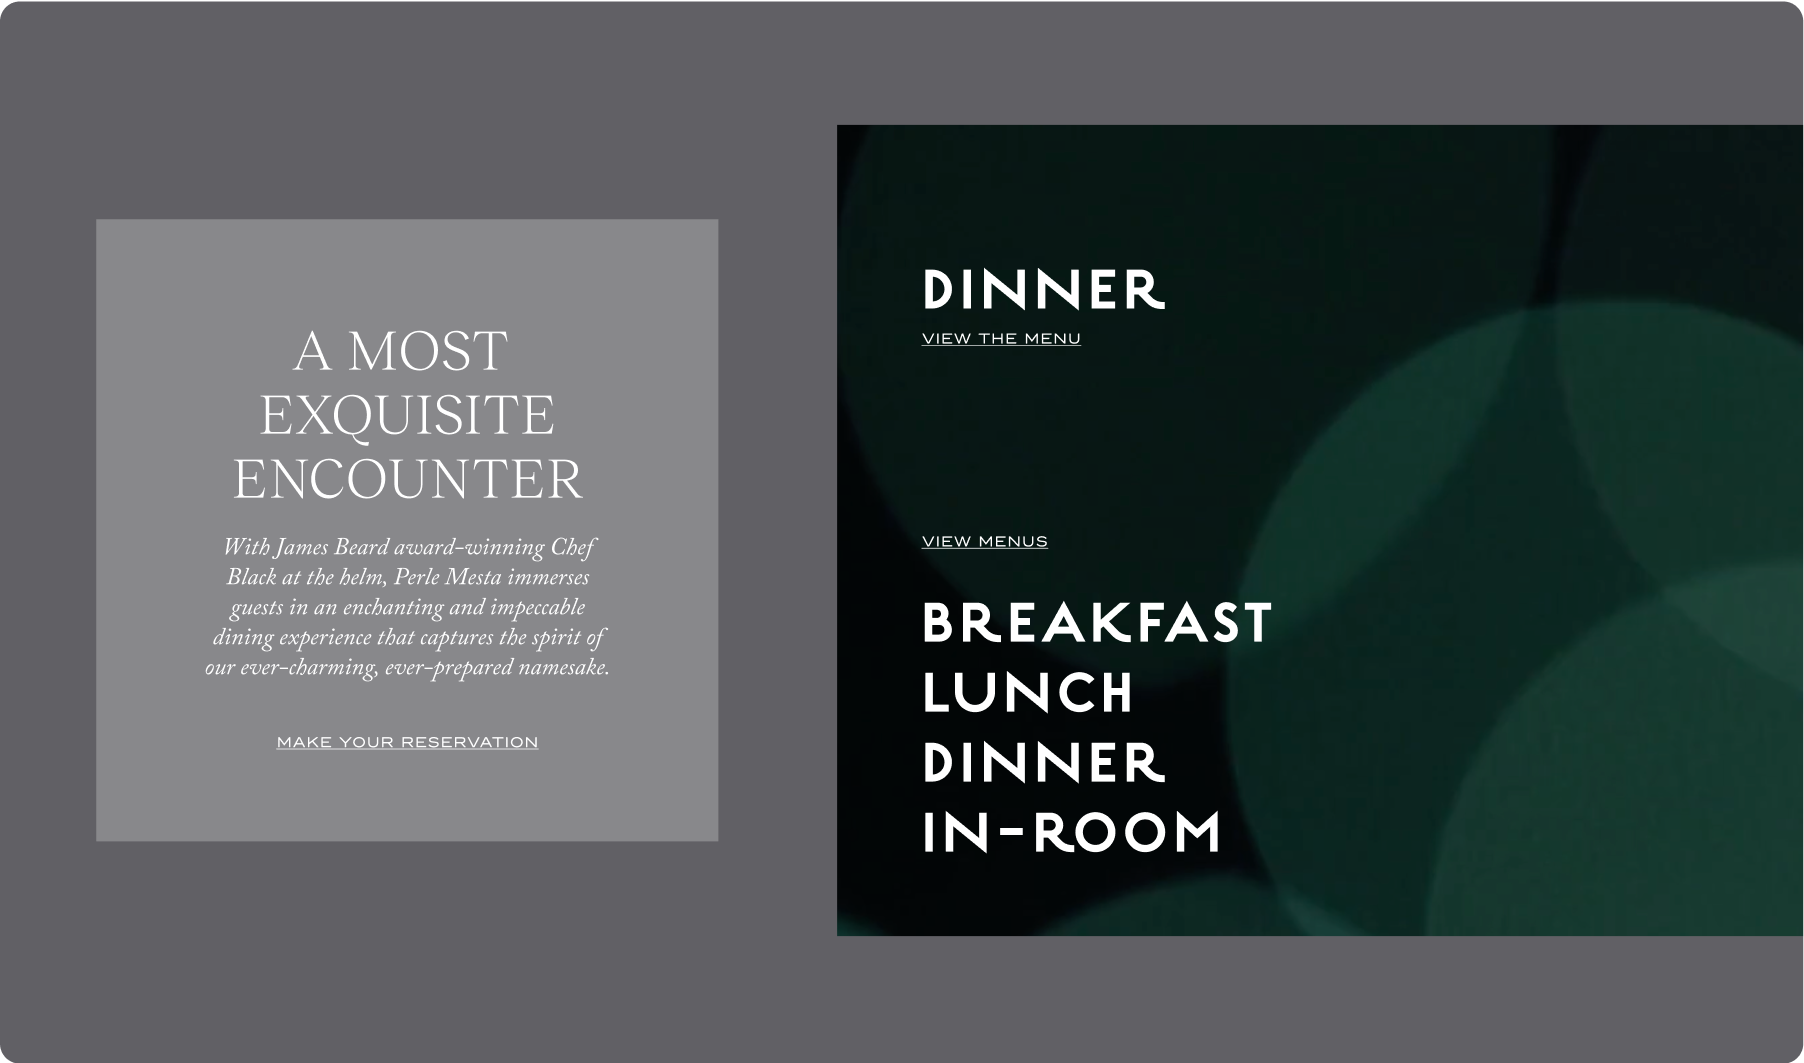 A MOST
EXQUISITE
ENCOUNTER
With James Beard award-winning Chef
Black at the helm, Perle Mesta immerses
guests in an enchanting and impeccable
dining experience that captures the spirit of
our ever-charming, ever-prepared namesake.
MAKE YOUR RESERVATION
DINNER
VIEW THE MENU
VIEW MENUS
BREAKFAST
LUNCH
DINNER
IN-ROOM